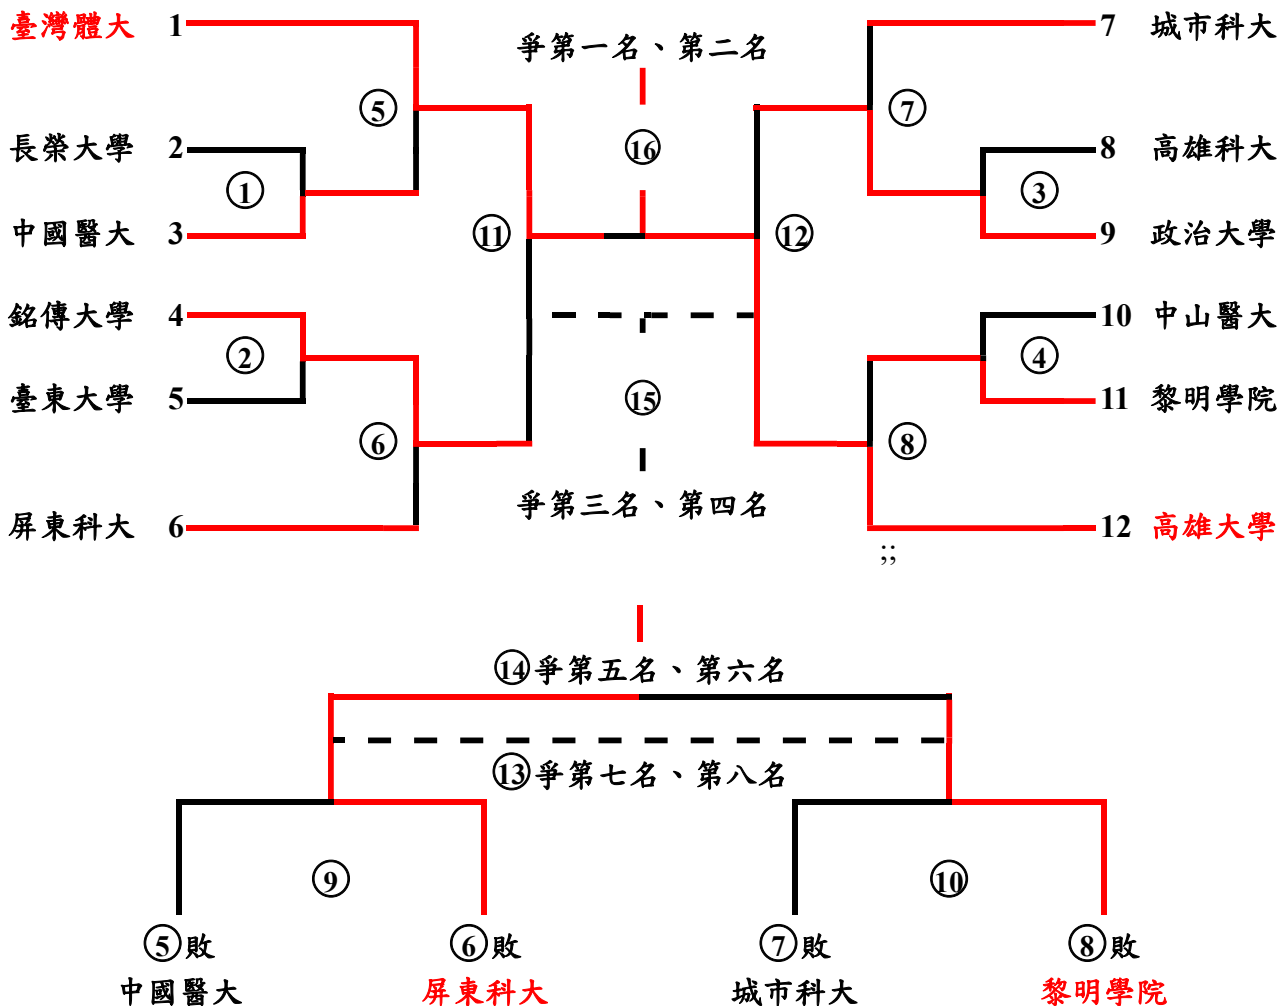 臺灣體大 1
爭第一名、第二名
7 城市科大
⑤
⑦
⑯
長榮大學 2
8 高雄科大
①
③
中國醫大 3
⑪
⑫
9 政治大學
銘傳大學 4
10 中山醫大
②
④
臺東大學 5
⑮
11 黎明學院
⑥
⑧
爭第三名、第四名
屏東科大 6
12 高雄大學
;;
⑭爭第五名、第六名
⑬爭第七名、第八名
⑨
⑩
⑤敗 ⑥敗 ⑦敗 ⑧敗
中國醫大 屏東科大 城市科大 黎明學院